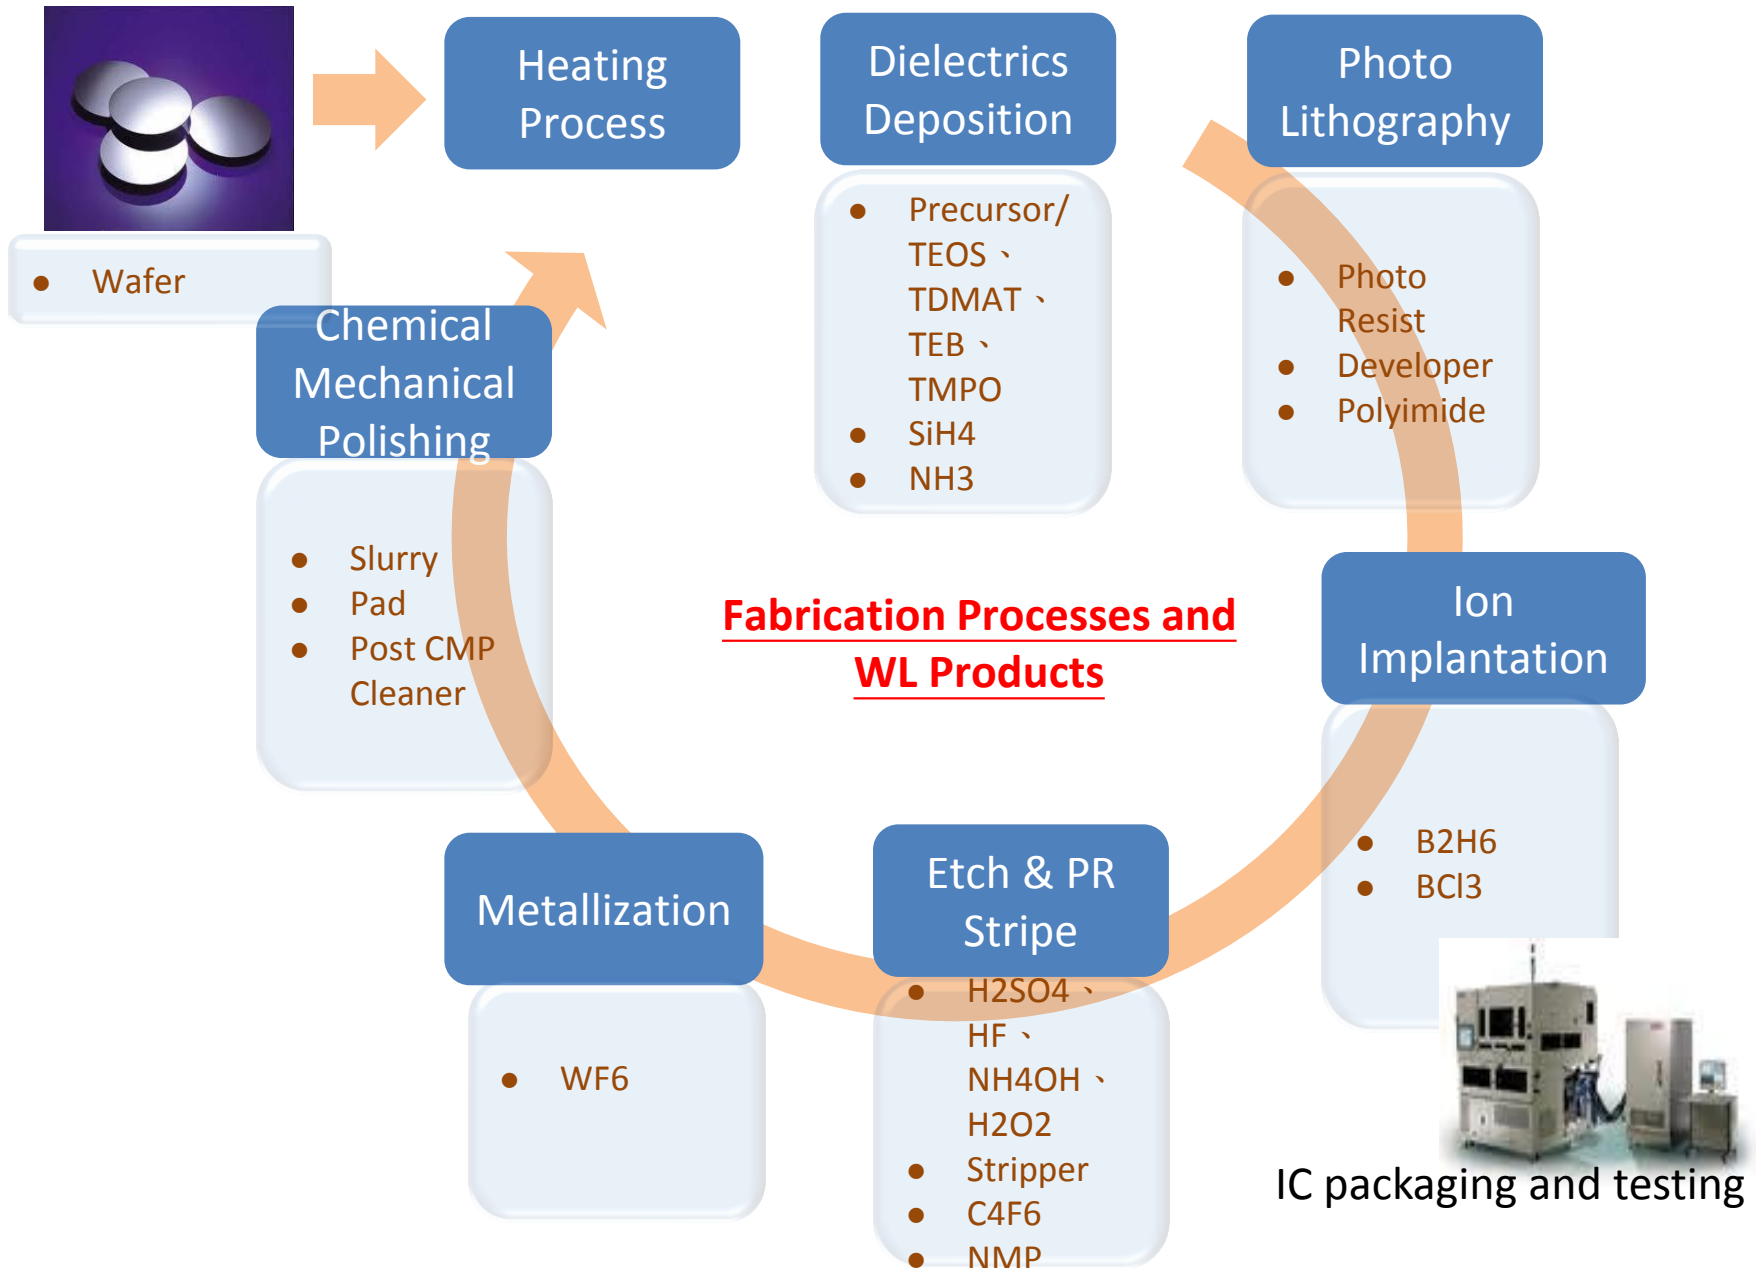 Heating
Process
Dielectrics
Deposition
Photo
Lithography
● Precursor/
TEOS、
TDMAT、
TEB、
TMPO
● SiH4
● NH3
● Photo
Resist
● Developer
● Polyimide
● Wafer
Chemical
Mechanical
Polishing
● Slurry
● Pad
● Post CMP
Cleaner
Fabrication Processes and
WL Products
Ion
Implantation
● B2H6
● BCl3
Metallization
● WF6
Etch & PR
Stripe
● H2SO4、
HF、
NH4OH、
H2O2
● Stripper
● C4F6
● NMP
IC packaging and testing